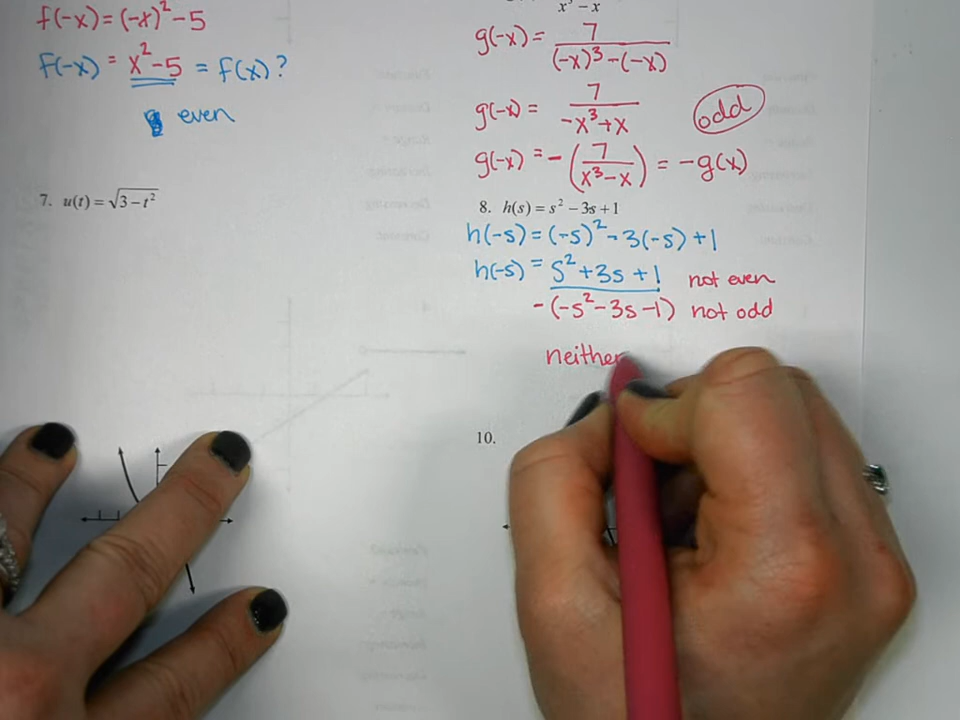 f(-x) = (-x)² - 5
f(-x) = x² - 5 = f(x)?
even
x³ - x
g(-x) = 7 / ((-x)³ - (-x))
g(-x) = 7 / (-x³ + x)
odd
g(-x) = -(7 / (x³ - x)) = -g(x)
7. u(t) = √(3 - t²)
8. h(s) = s² - 3s + 1
h(-s) = (-s)² - 3(-s) + 1
h(-s) = s² + 3s + 1 not even
-(-s² - 3s - 1) not odd
neither
10.